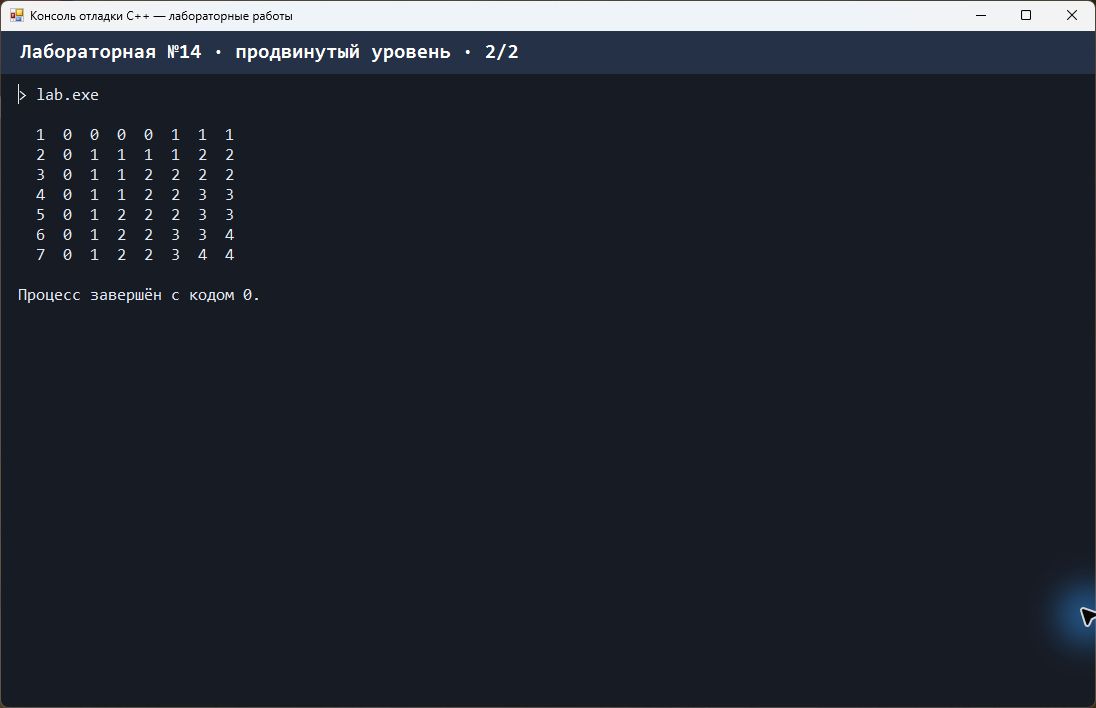 Консоль отладки C++ — лабораторные работы
Лабораторная №14 · продвинутый уровень · 2/2
> lab.exe
1 0 0 0 0 1 1 1
2 0 1 1 1 1 2 2
3 0 1 1 2 2 2 2
4 0 1 1 2 2 3 3
5 0 1 2 2 2 3 3
6 0 1 2 2 3 3 4
7 0 1 2 2 3 4 4
Процесс завершён с кодом 0.